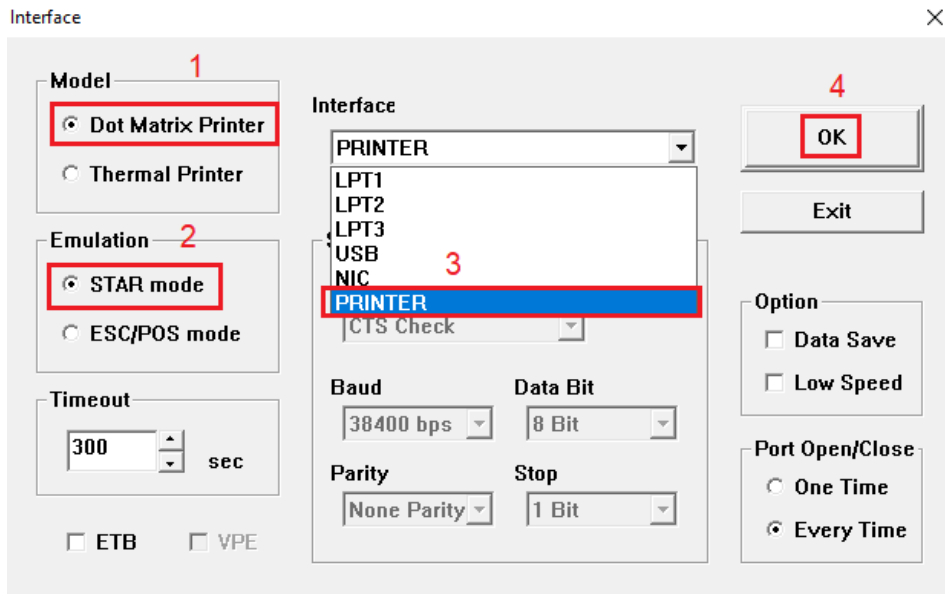 Interface
1
Model
Dot Matrix Printer
Thermal Printer
2
Emulation
STAR mode
ESC/POS mode
Timeout
300
sec
ETB
VPE
Interface
PRINTER
LPT1
LPT2
LPT3
USB
NIC
3
PRINTER
CTS Check
Baud
Data Bit
38400 bps
8 Bit
Parity
Stop
None Parity
1 Bit
4
OK
Exit
Option
Data Save
Low Speed
Port Open/Close
One Time
Every Time